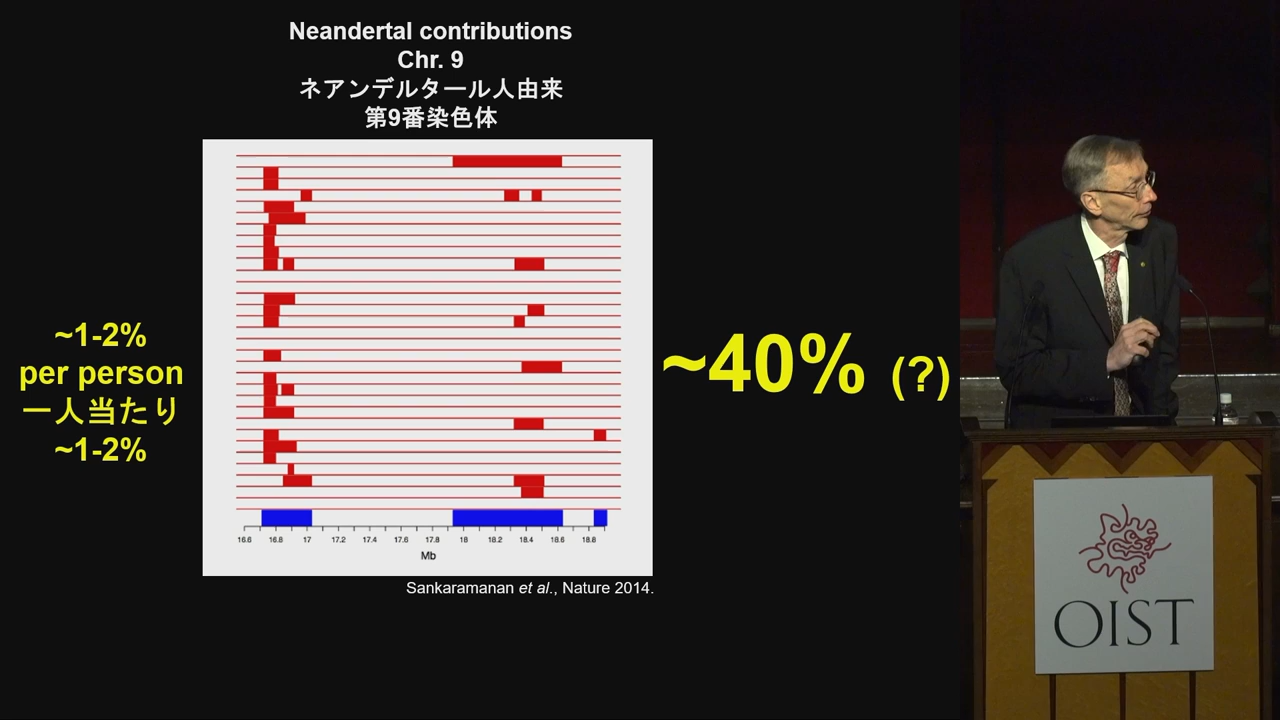 Neandertal contributions
Chr. 9
ネアンデルタール人由来
第9番染色体
~1-2%
per person
一人当たり
~1-2%
~40% (?)
16.6 16.8 17 17.2 17.4 17.6 17.8 18 18.2 18.4 18.6 18.8
Mb
Sankaramanan et al., Nature 2014.
OIST